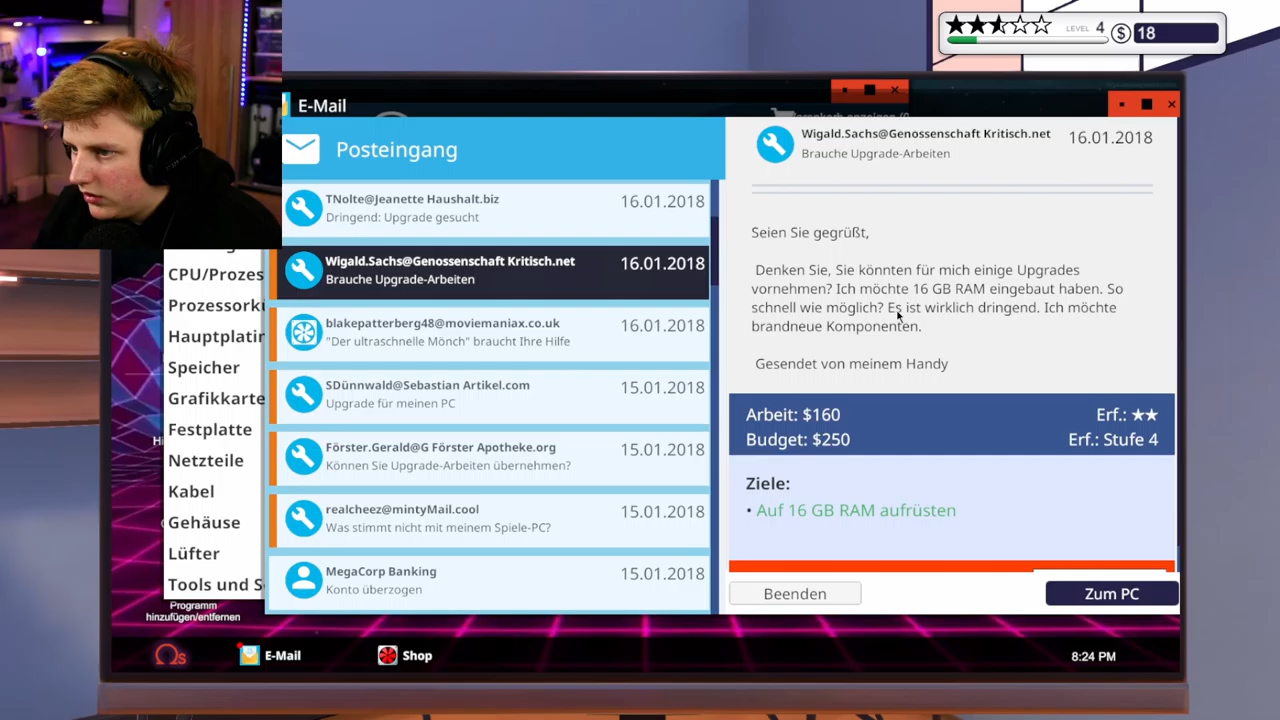 LEVEL 4
$ 18
E-Mail
Posteingang
TNolte@Jeanette Haushalt.biz 16.01.2018
Dringend: Upgrade gesucht
Wigald.Sachs@Genossenschaft Kritisch.net 16.01.2018
Brauche Upgrade-Arbeiten
blakepatterberg48@moviemaniax.co.uk 16.01.2018
"Der ultraschnelle Mönch" braucht Ihre Hilfe
SDünnwald@Sebastian Artikel.com 15.01.2018
Upgrade für meinen PC
Förster.Gerald@G Förster Apotheke.org 15.01.2018
Können Sie Upgrade-Arbeiten übernehmen?
realcheez@mintyMail.cool 15.01.2018
Was stimmt nicht mit meinem Spiele-PC?
MegaCorp Banking 15.01.2018
Konto überzogen
Wigald.Sachs@Genossenschaft Kritisch.net 16.01.2018
Brauche Upgrade-Arbeiten
Seien Sie gegrüßt,
Denken Sie, Sie könnten für mich einige Upgrades
vornehmen? Ich möchte 16 GB RAM eingebaut haben. So
schnell wie möglich? Es ist wirklich dringend. Ich möchte
brandneue Komponenten.
Gesendet von meinem Handy
Arbeit: $160 Erf.: ★★
Budget: $250 Erf.: Stufe 4
Ziele:
• Auf 16 GB RAM aufrüsten
Beenden
Zum PC
CPU/Prozes
Prozessorkü
Hauptplatin
Speicher
Grafikkarte
Festplatte
Netzteile
Kabel
Gehäuse
Lüfter
Tools und S
Programm
hinzufügen/entfernen
Os
E-Mail
Shop
8:24 PM